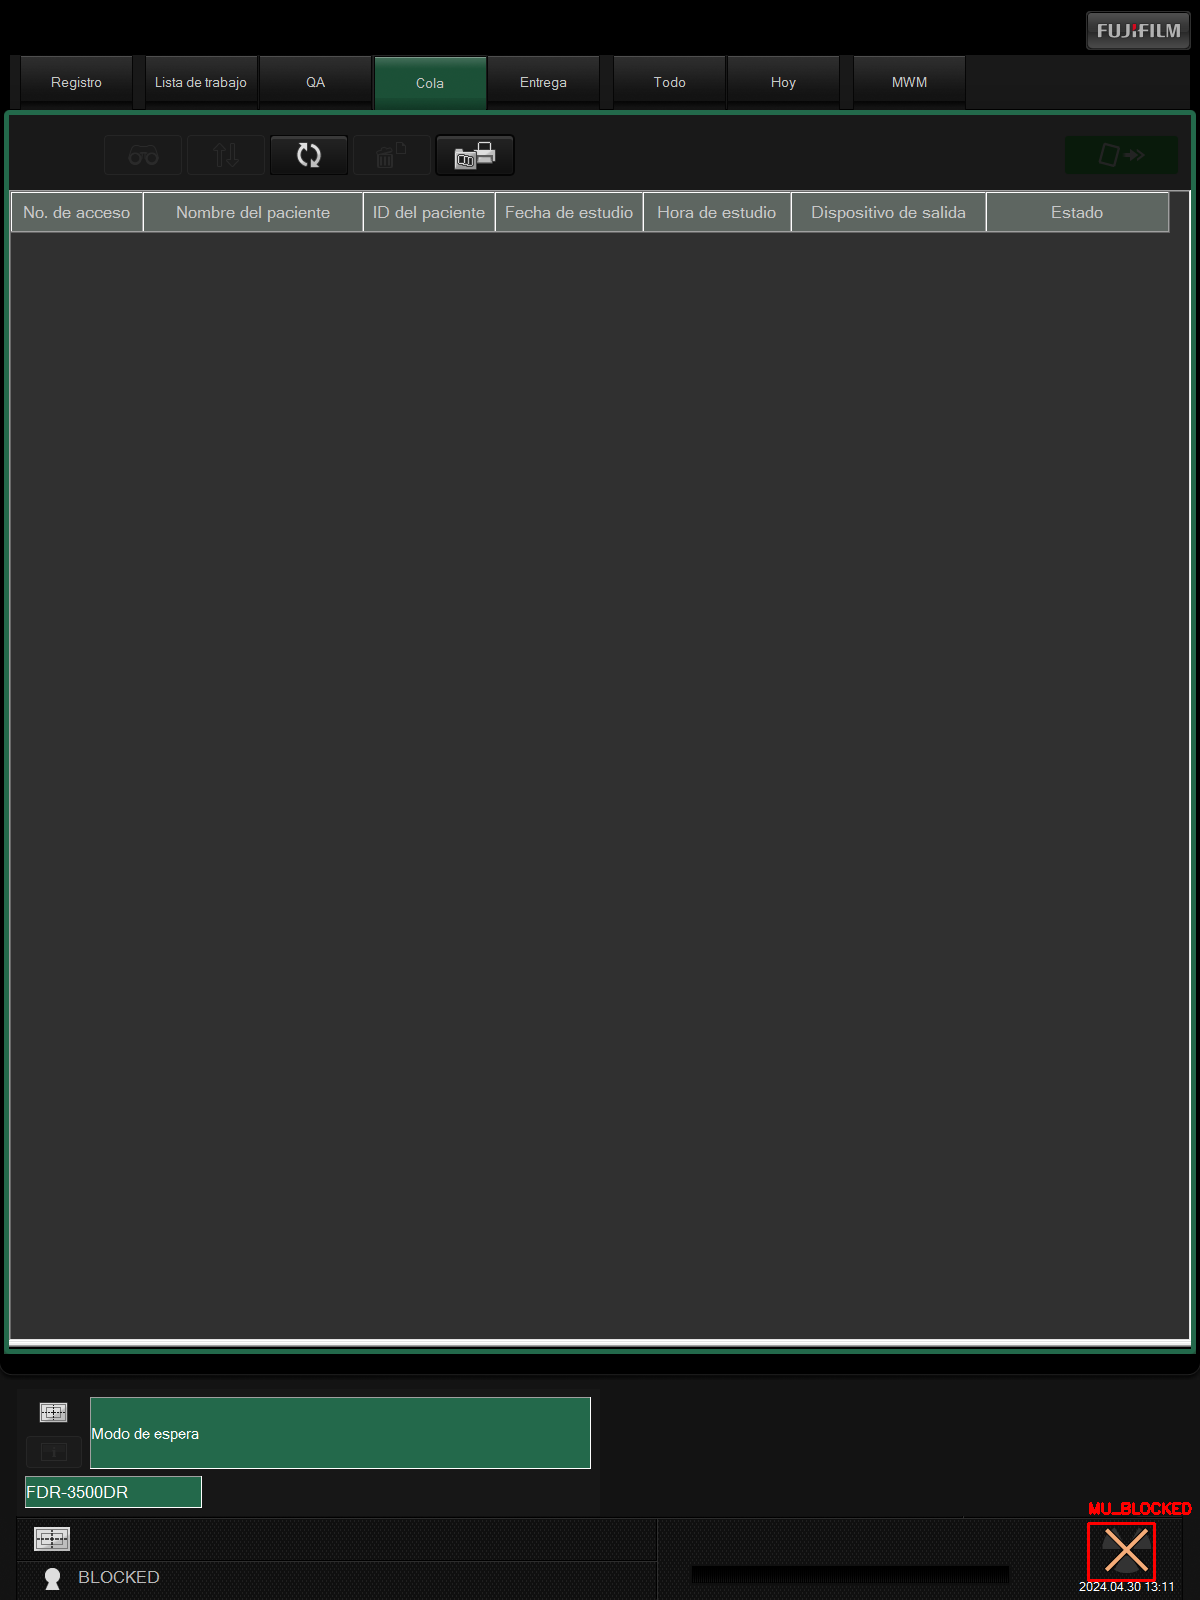 FUJIFILM
Registro
Lista de trabajo
QA
Cola
Entrega
Todo
Hoy
MWM
No. de acceso
Nombre del paciente
ID del paciente
Fecha de estudio
Hora de estudio
Dispositivo de salida
Estado
Modo de espera
FDR-3500DR
MU_BLOCKED
BLOCKED
2024.04.30 13:11